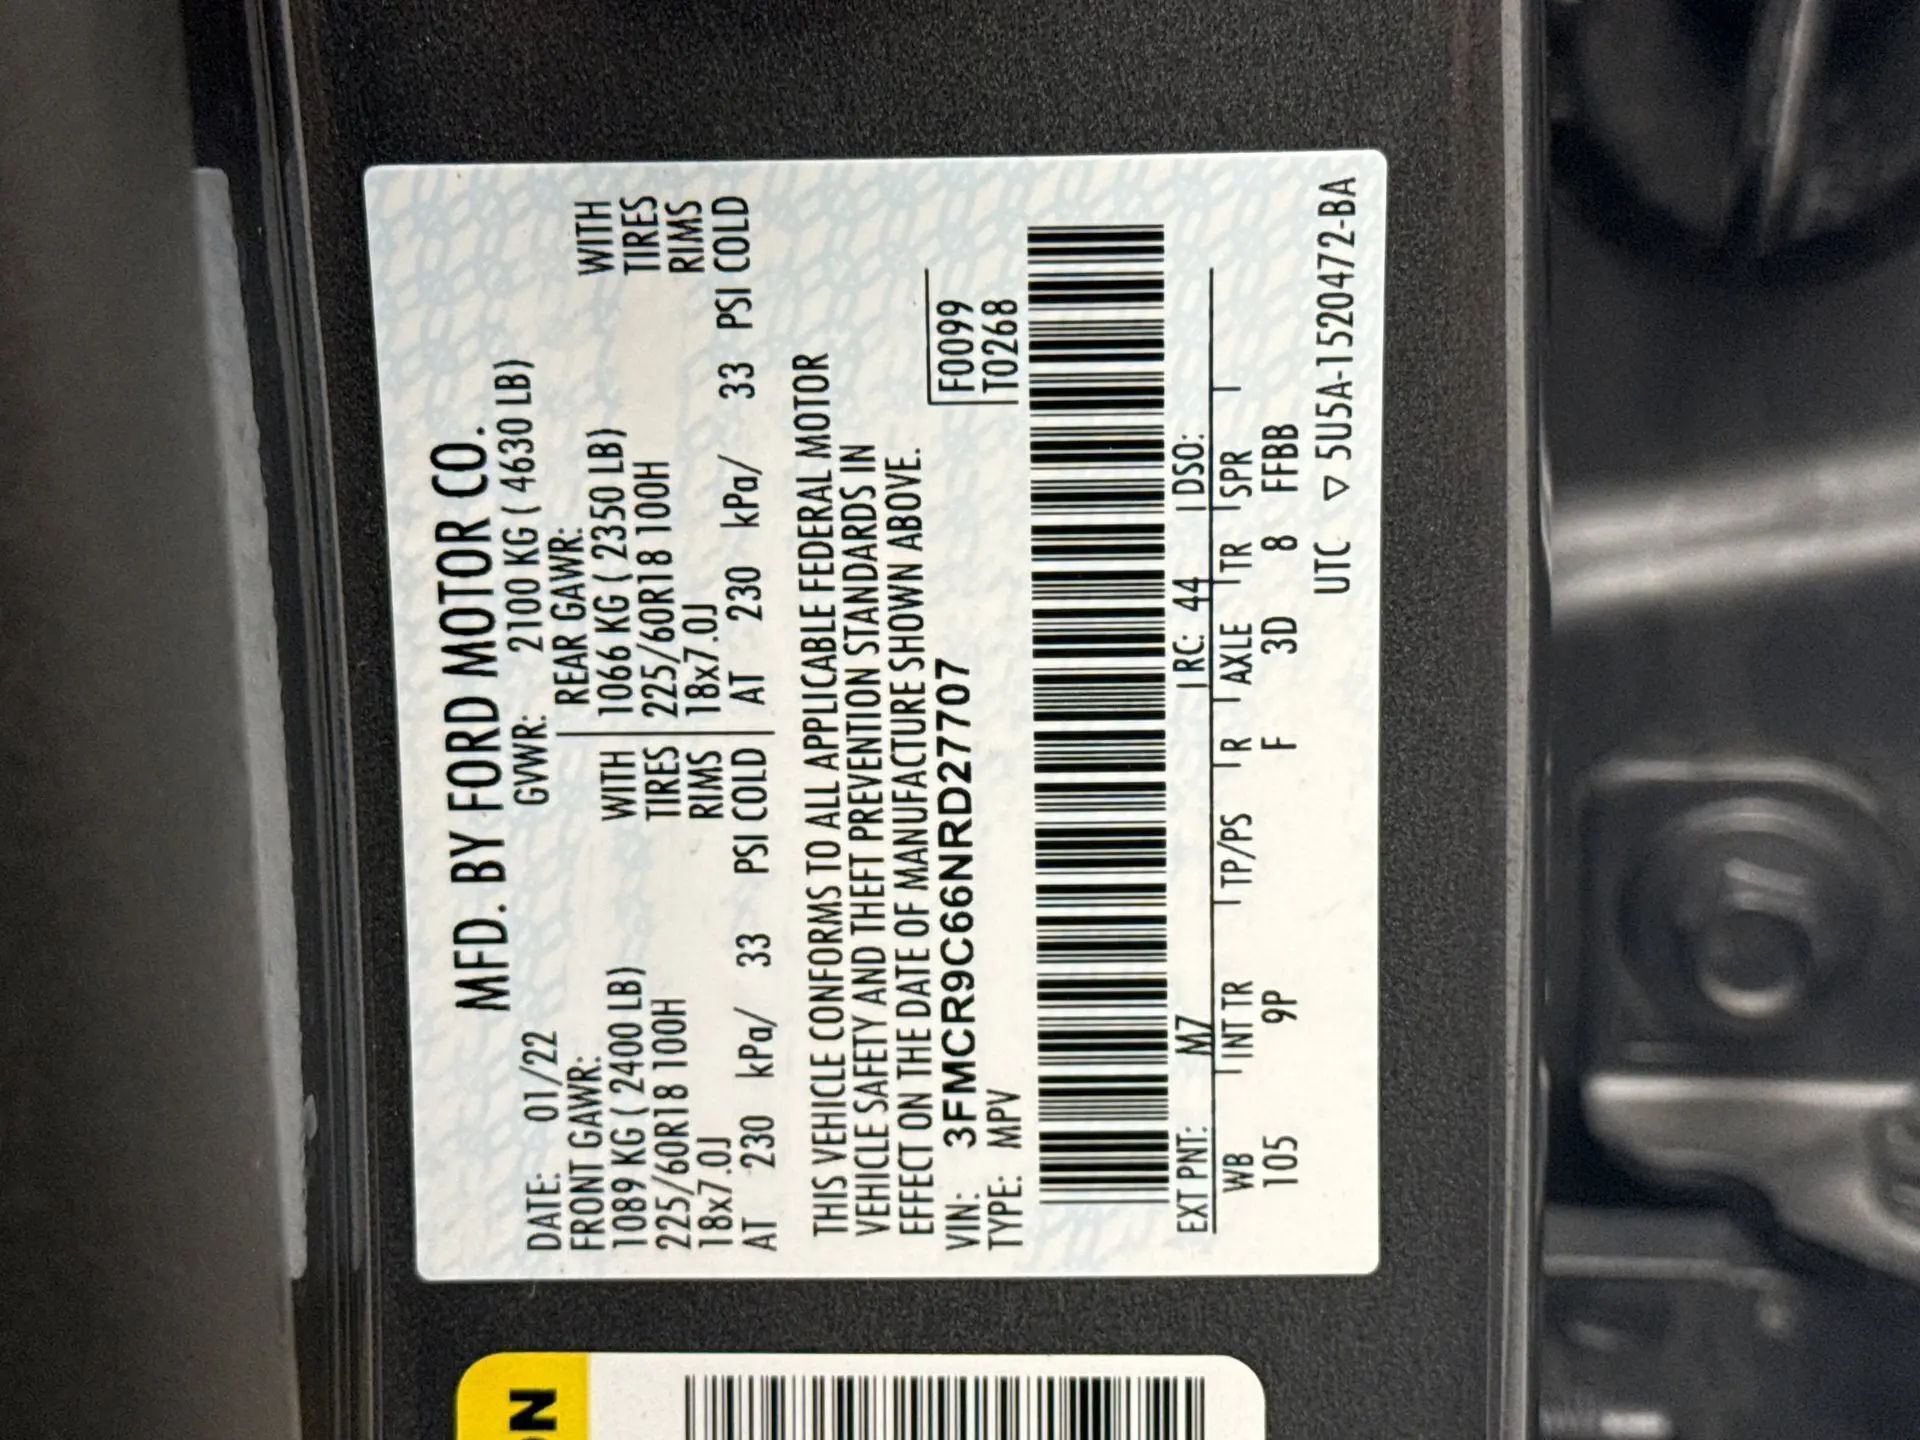 MFD. BY FORD MOTOR CO.
DATE: 01/22 GVWR: 2100 KG ( 4630 LB)
FRONT GAWR: REAR GAWR:
1089 KG ( 2400 LB) WITH 1066 KG ( 2350 LB) WITH
225/60R18 100H TIRES 225/60R18 100H TIRES
18x7.0J RIMS 18x7.0J RIMS
AT 230 kPa/ 33 PSI COLD AT 230 kPa/ 33 PSI COLD
THIS VEHICLE CONFORMS TO ALL APPLICABLE FEDERAL MOTOR
VEHICLE SAFETY AND THEFT PREVENTION STANDARDS IN
EFFECT ON THE DATE OF MANUFACTURE SHOWN ABOVE.
VIN: 3FMCR9C66NRD27707 F0099
TYPE: MPV T0268
EXT PNT: MZ RC: 44 DSO:
WB INT TR TP/PS R AXLE TR SPR
105 9P F 3D 8 FFBB
UTC ▽ 5U5A-1520472-BA